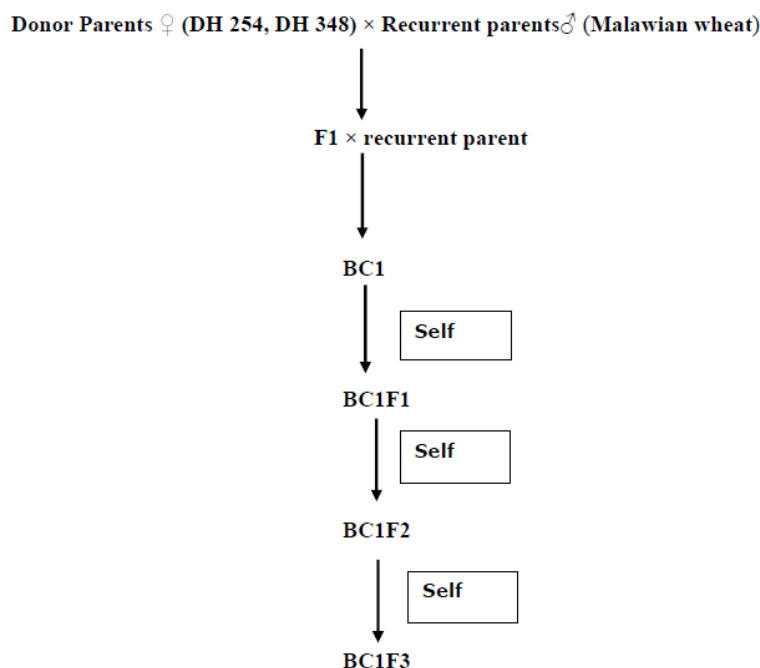 Donor Parents ♀ (DH 254, DH 348) × Recurrent parents♂ (Malawian wheat)
F1 × recurrent parent
BC1
Self
BC1F1
Self
BC1F2
Self
BC1F3